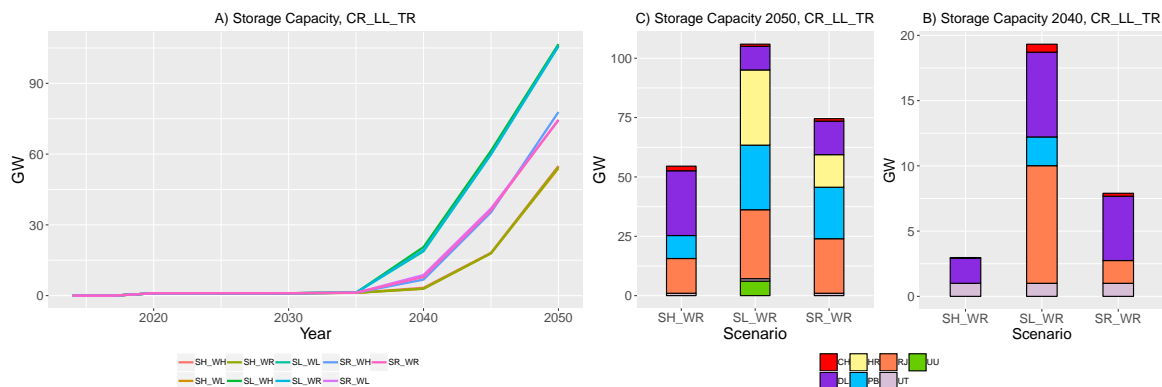 A) Storage Capacity, CR_LL_TR
GW
90
60
30
0
2020
2030
2040
2050
Year
SH_WH
SH_WR
SL_WL
SR_WH
SR_WR
SH_WL
SL_WH
SL_WR
SR_WL
C) Storage Capacity 2050, CR_LL_TR
GW
100
75
50
25
0
SH_WR
SL_WR
SR_WR
Scenario
B) Storage Capacity 2040, CR_LL_TR
GW
20
15
10
5
0
SH_WR
SL_WR
SR_WR
Scenario
CH
HR
RJ
UU
DL
PB
UT